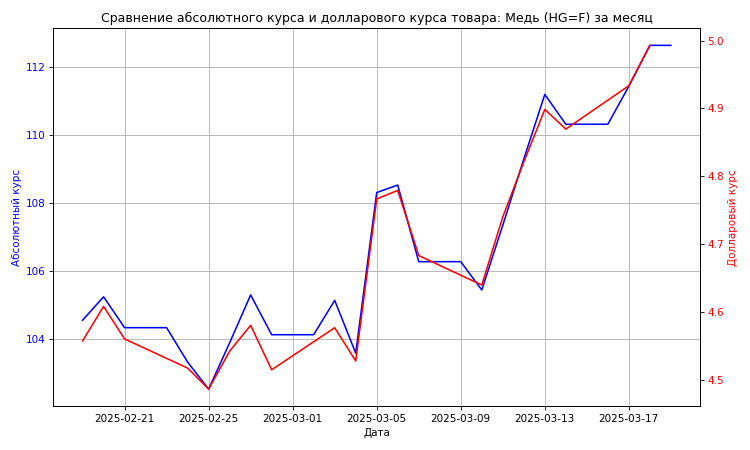 Сравнение абсолютного курса и долларового курса товара: Медь (HG=F) за месяц
Абсолютный курс
112
110
108
106
104
5.0
4.9
4.8
4.7
4.6
4.5
Долларовый курс
2025-02-21 2025-02-25 2025-03-01 2025-03-05 2025-03-09 2025-03-13 2025-03-17
Дата